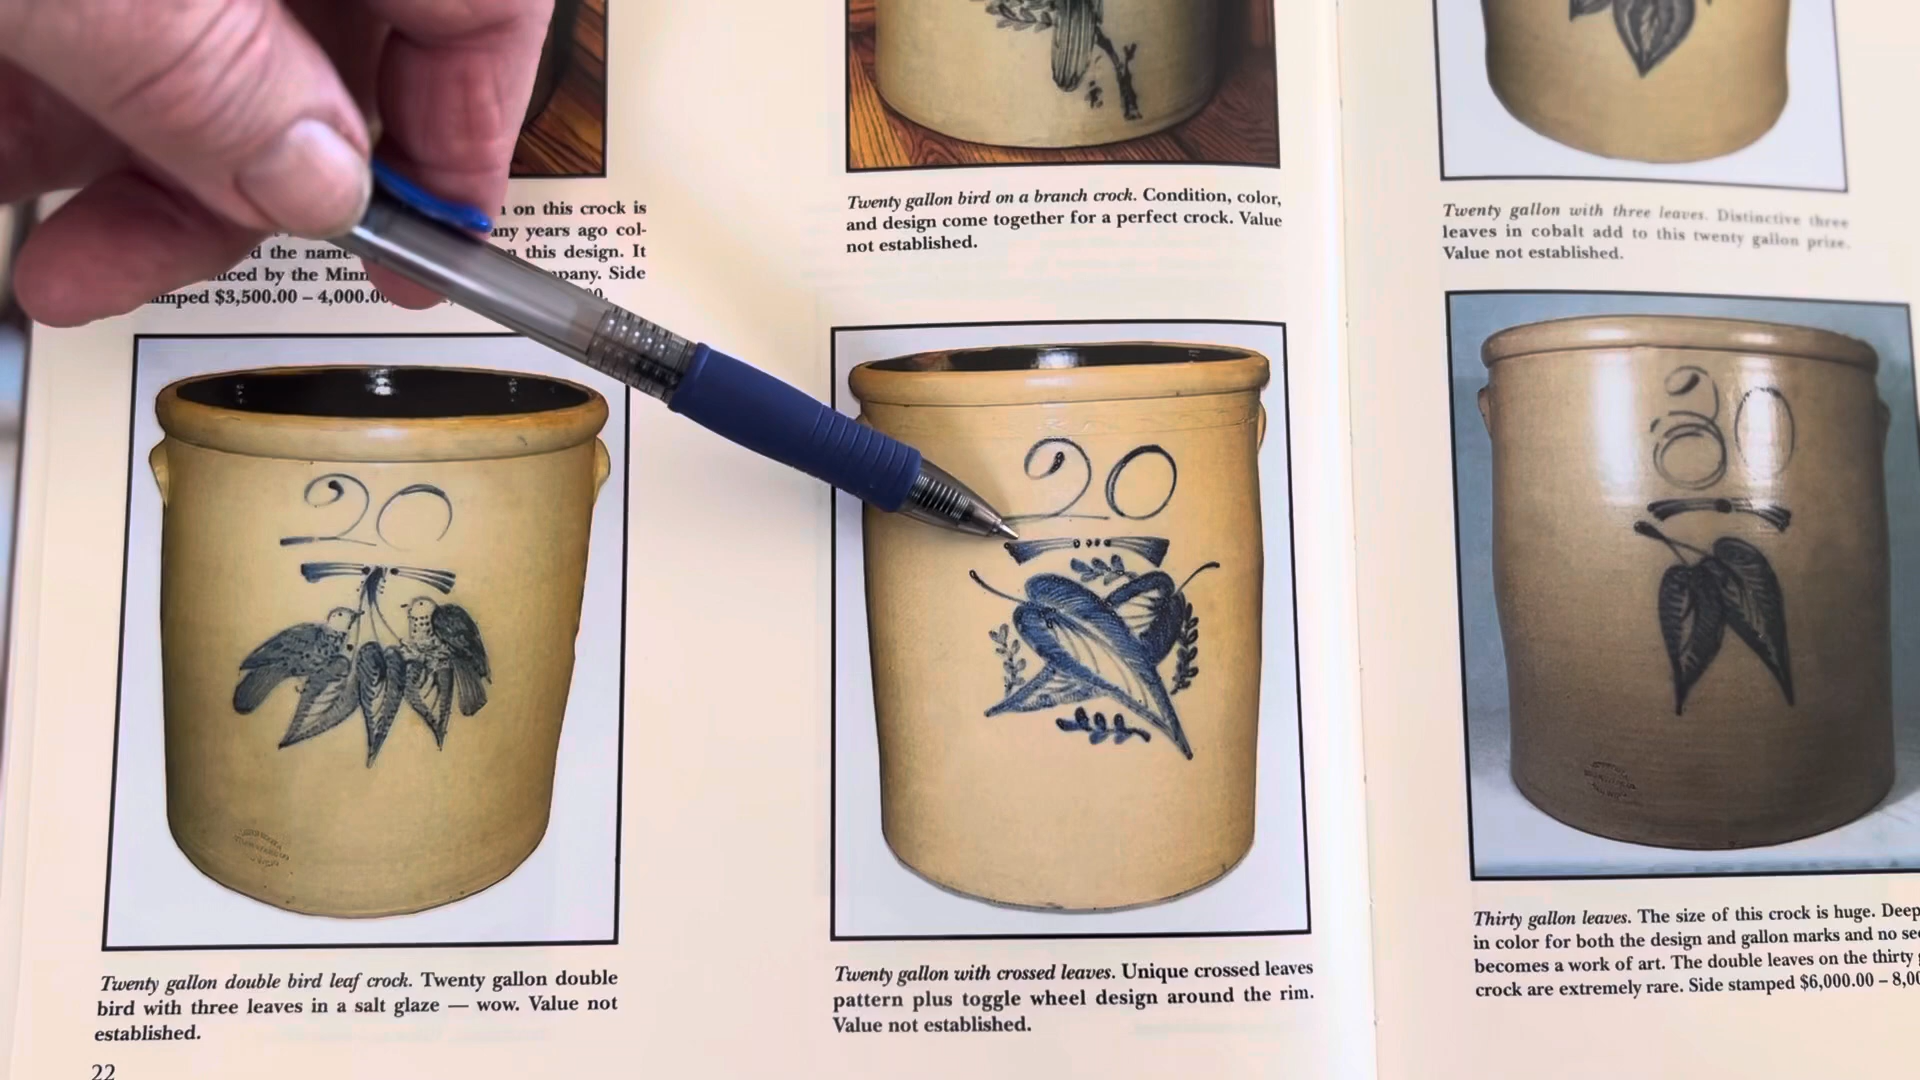 on this crock is
any years ago col-
ed the name
n this design. It
uced by the Minn
pany. Side
amped $3,500.00 – 4,000.00
Twenty gallon bird on a branch crock. Condition, color,
and design come together for a perfect crock. Value
not established.
Twenty gallon with three leaves. Distinctive three
leaves in cobalt add to this twenty gallon prize.
Value not established.
20
20
30
Twenty gallon double bird leaf crock. Twenty gallon double
bird with three leaves in a salt glaze — wow. Value not
established.
22
Twenty gallon with crossed leaves. Unique crossed leaves
pattern plus toggle wheel design around the rim.
Value not established.
Thirty gallon leaves. The size of this crock is huge. Deep
in color for both the design and gallon marks and no se
becomes a work of art. The double leaves on the thirty
crock are extremely rare. Side stamped $6,000.00 – 8,00